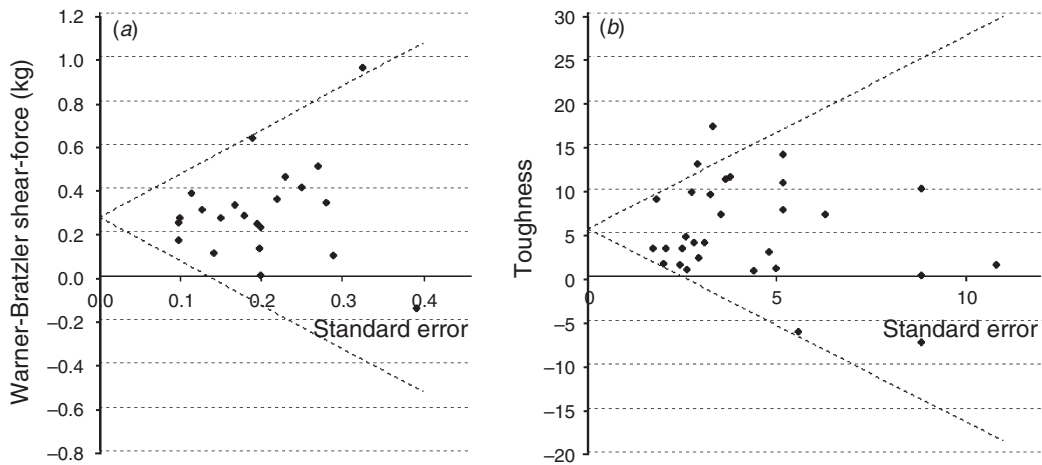 (a)
Warner-Bratzler shear-force (kg)
1.2
1.0
0.8
0.6
0.4
0.2
0.0
–0.2
–0.4
–0.6
–0.8
0.0 0.1 0.2 0.3 0.4
Standard error
(b)
Toughness
30
25
20
15
10
5
0
–5
–10
–15
–20
0 5 10
Standard error